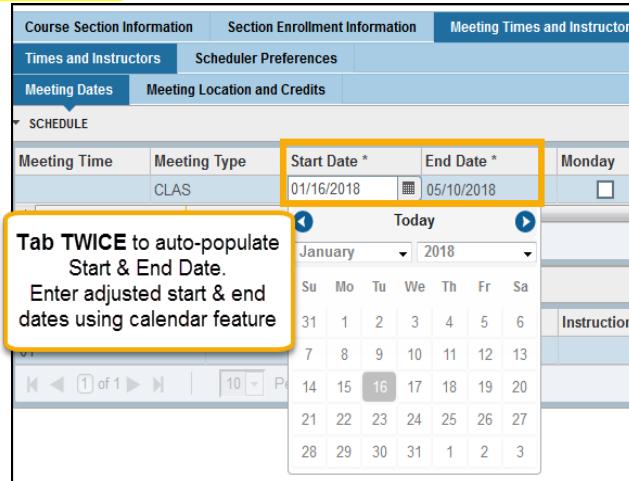 Course Section Information Section Enrollment Information Meeting Times and Instructor
Times and Instructors Scheduler Preferences
Meeting Dates Meeting Location and Credits
SCHEDULE
Meeting Time Meeting Type Start Date * End Date * Monday
CLAS 01/16/2018 05/10/2018
Today
January 2018
Su Mo Tu We Th Fr Sa
31 1 2 3 4 5 6
7 8 9 10 11 12 13
14 15 16 17 18 19 20
21 22 23 24 25 26 27
28 29 30 31 1 2 3
Tab TWICE to auto-populate
Start & End Date.
Enter adjusted start & end
dates using calendar feature
Instruction
1 of 1 10 Pe